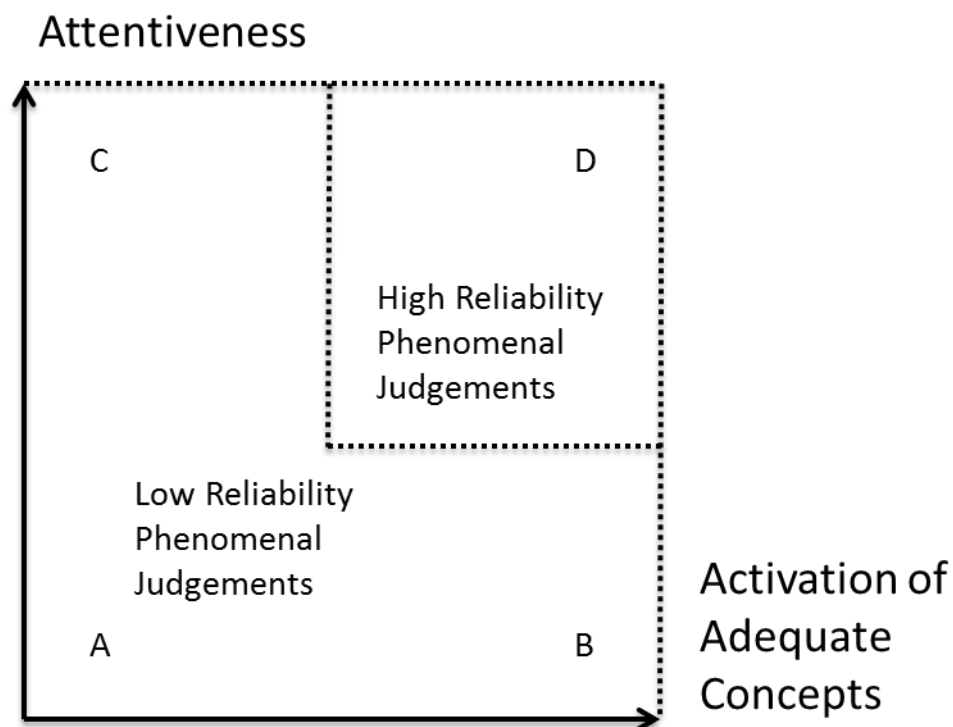 Attentiveness
C
D
High Reliability
Phenomenal
Judgements
Low Reliability
Phenomenal
Judgements
Activation of
Adequate
Concepts
A
B